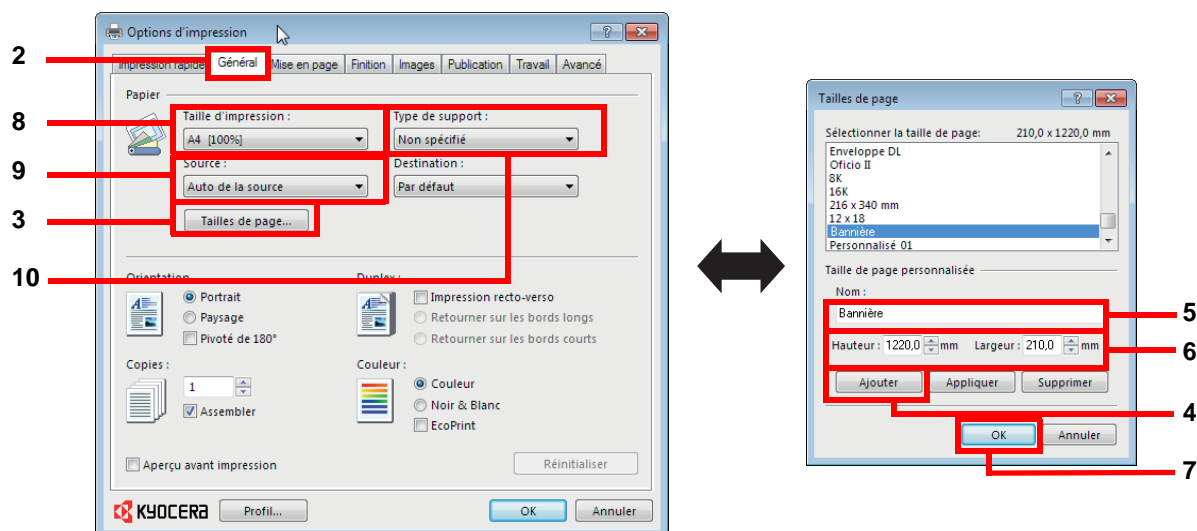 Options d'impression
Impression rapide Général Mise en page Finition Images Publication Travail Avancé
2
Papier
8
Taille d'impression :
Type de support :
A4 [100%]
Non spécifié
9
Source :
Destination :
Auto de la source
Par défaut
3
Tailles de page...
10
Orientation
Duplex :
Portrait
Impression recto-verso
Paysage
Retourner sur les bords longs
Pivoté de 180°
Retourner sur les bords courts
Copies :
Couleur :
1
Couleur
Assembler
Noir & Blanc
EcoPrint
Aperçu avant impression
Réinitialiser
KYOCERA
Profil...
OK
Annuler
Tailles de page
Sélectionner la taille de page: 210,0 x 1220,0 mm
Enveloppe DL
Oficio II
8K
16K
216 x 340 mm
12 x 18
Bannière
Personnalisé 01
Taille de page personnalisée
Nom :
Bannière
5
Hauteur : 1220,0 mm Largeur : 210,0 mm
6
Ajouter Appliquer Supprimer
4
OK Annuler
7